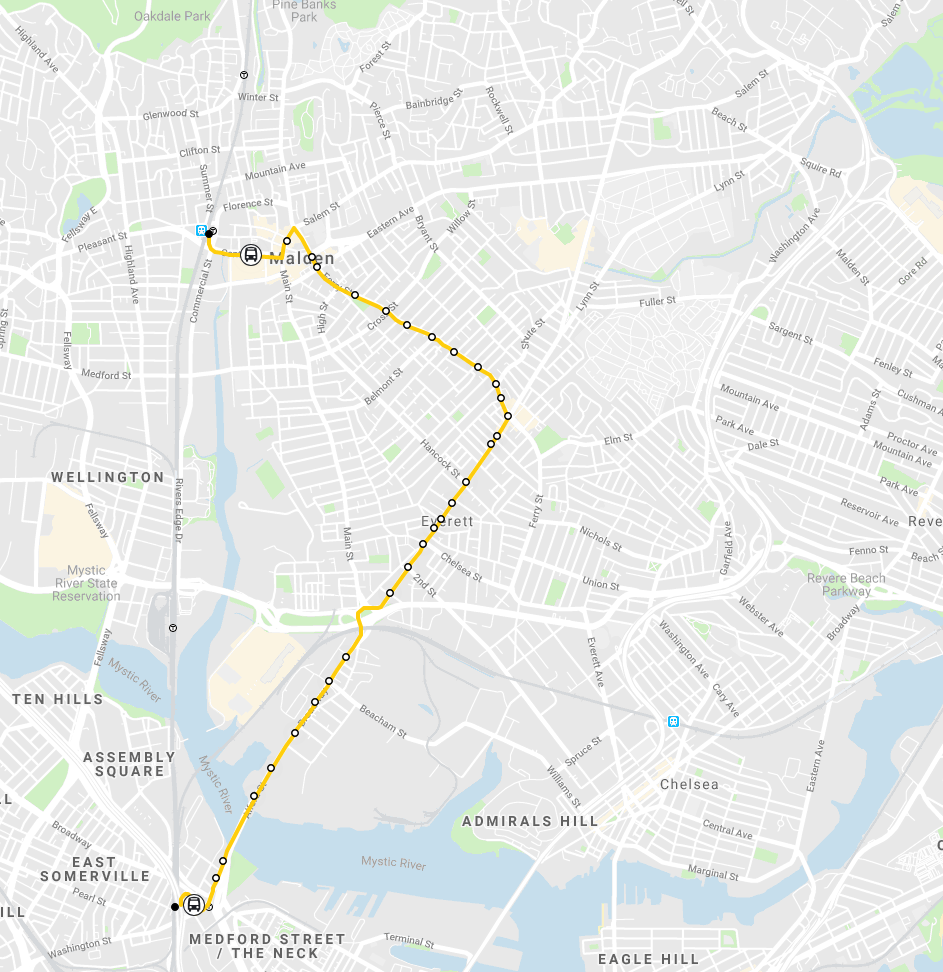 Oakdale Park
Pine Banks
Park
Highland Ave
Forest St
Salem St
Winter St
Bainbridge St
Rockwell St
Glenwood St
Pierce St
Beach St
Clifton St
Mountain Ave
Squire Rd
Summer St
Lynn St
Florence St
Salem St
Willow St
Fellsway E
Eastern Ave
Bryant St
Washington Ave
Pleasant St
Highland Ave
Malden
Malden St
Gore Rd
Commercial St
Main St
Ferry St
High St
Cross St
Lynn St
Fuller St
Shute St
Sargent St
Fellsway
Medford St
Belmont St
Fenley St
Cushman Ave
Adams St
Mountain Ave
Park Ave
Dale St
Proctor Ave
Mountain Ave
Elm St
Hancock St
WELLINGTON
Rivers Edge Dr
Park Ave
Fellsway
Ferry St
Reservoir Ave
Everett
Main St
Nichols St
Garfield Ave
Fenno St
Chelsea St
Mystic
River State
Reservation
2nd St
Union St
Revere Beach
Parkway
Webster Ave
Broadway
Fellsway
Everett Ave
Washington Ave
Mystic River
TEN HILLS
Cary Ave
Beacham St
Mystic River
ASSEMBLY
SQUARE
Spruce St
Eastern Ave
Williams St
Chelsea
ADMIRALS HILL
Broadway
Central Ave
EAST
SOMERVILLE
Mystic River
Marginal St
Pearl St
Washington St
MEDFORD STREET
/ THE NECK
Terminal St
EAGLE HILL